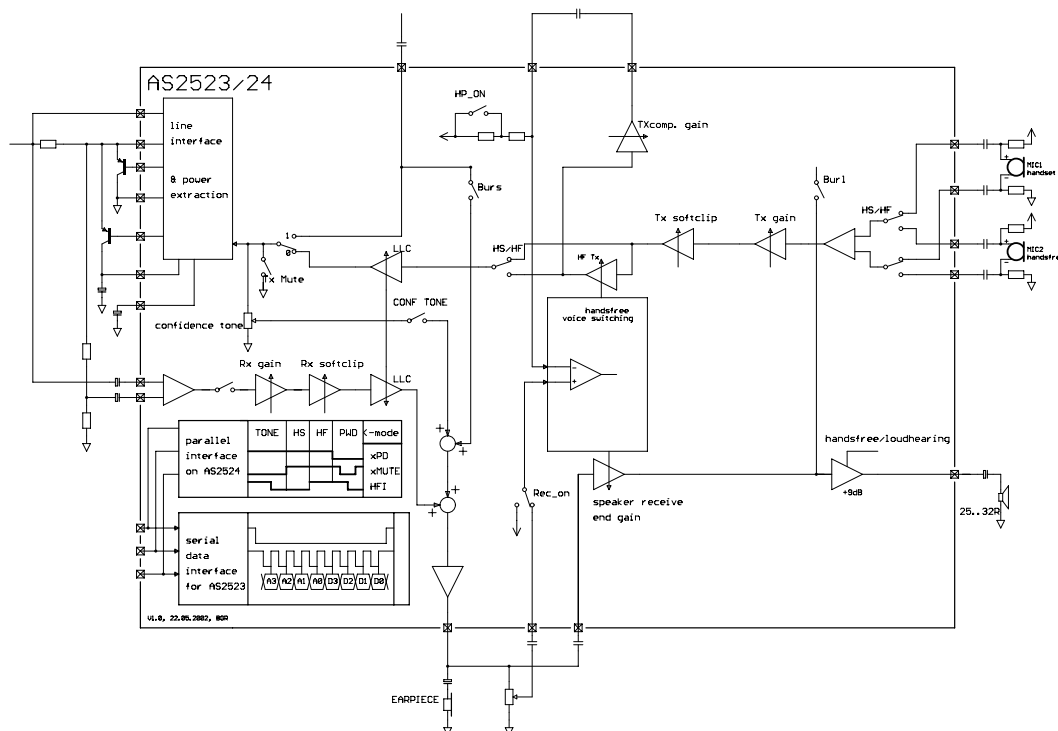 AS2523/24
line
interface
& power
extraction
HP_ON
TXcomp. gain
Burs
Burl
MIC1
handset
HS/HF
MIC2
handsfre
Tx softclip
Tx gain
HS/HF
HF Tx
1
0
LLC
Tx Mute
CONF TONE
confidence tone
handsfree
voice switching
Rx gain
Rx softclip
LLC
parallel
interface
on AS2524
TONE HS HF PWD K-mode
xPD
xMUTE
HFI
handsfree/loudhearing
+9dB
25..32R
Rec_on
speaker receive
end gain
serial
data
interface
for AS2523
A3 A2 A1 A0 D3 D2 D1 D0
V1.0, 22.05.2002, BOR
EARPIECE